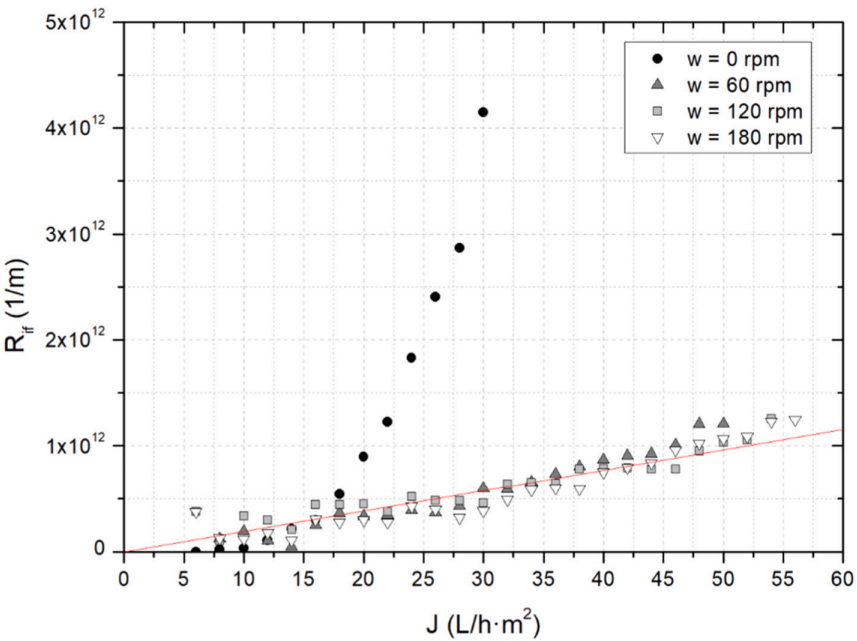 5x10¹²
4x10¹²
3x10¹²
2x10¹²
1x10¹²
0
R_if (1/m)
w = 0 rpm
w = 60 rpm
w = 120 rpm
w = 180 rpm
0 5 10 15 20 25 30 35 40 45 50 55 60
J (L/h·m²)